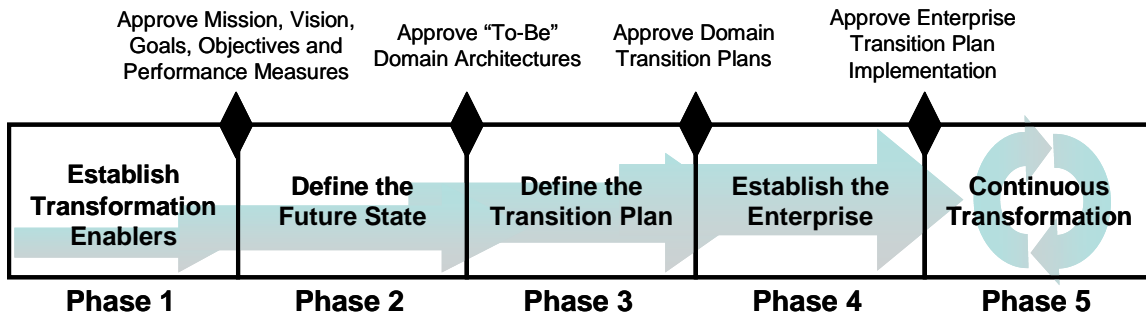 Approve Mission, Vision,
Goals, Objectives and
Performance Measures
Approve “To-Be”
Domain Architectures
Approve Domain
Transition Plans
Approve Enterprise
Transition Plan
Implementation
Establish
Transformation
Enablers
Define the
Future State
Define the
Transition Plan
Establish the
Enterprise
Continuous
Transformation
Phase 1
Phase 2
Phase 3
Phase 4
Phase 5